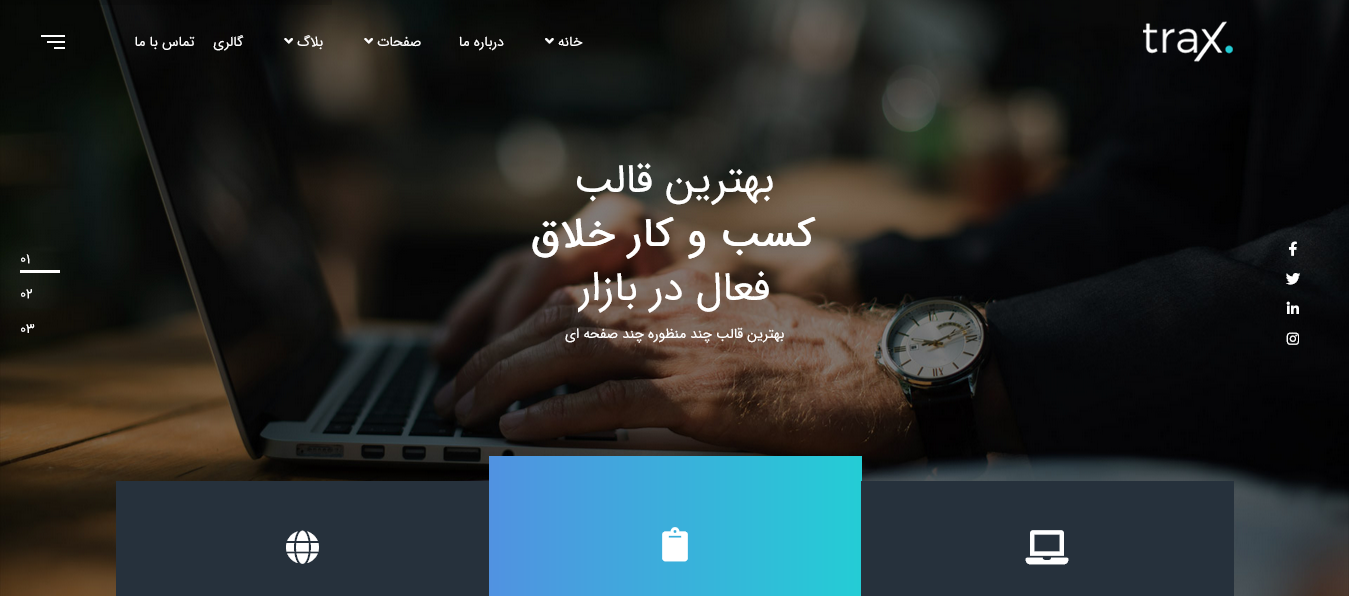 trax.
خانه
درباره ما
صفحات
بلاگ
گالری
تماس با ما
بهترین قالب
کسب و کار خلاق
فعال در بازار
بهترین قالب چند منظوره چند صفحه ای
۰۱
۰۲
۰۳